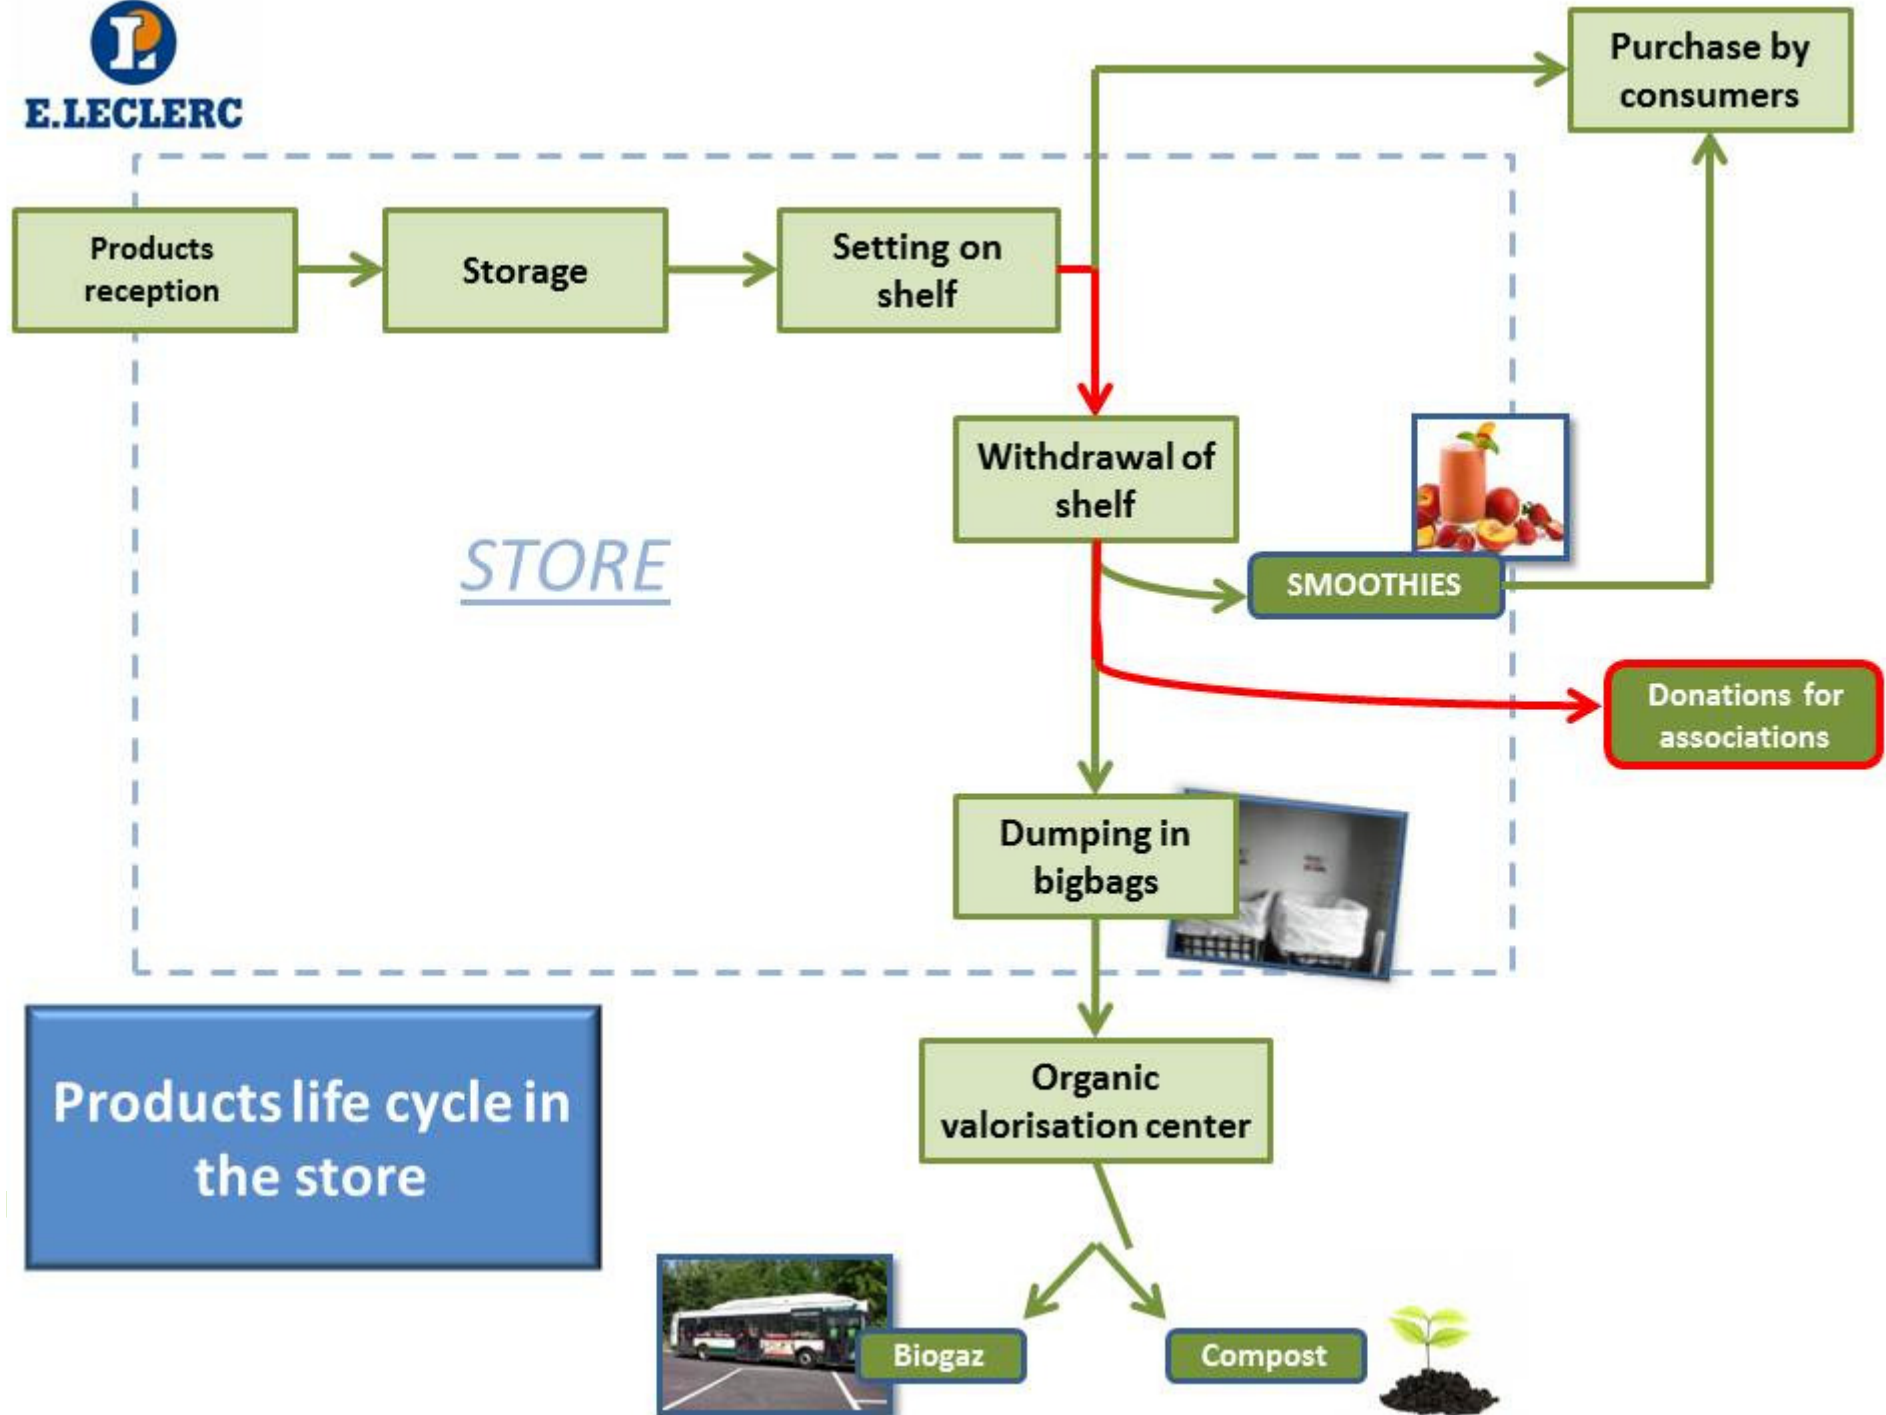 E.LECLERC
Purchase by
consumers
Products
reception
Storage
Setting on
shelf
Withdrawal of
shelf
STORE
SMOOTHIES
Donations for
associations
Dumping in
bigbags
Products life cycle in
the store
Organic
valorisation center
Biogaz
Compost